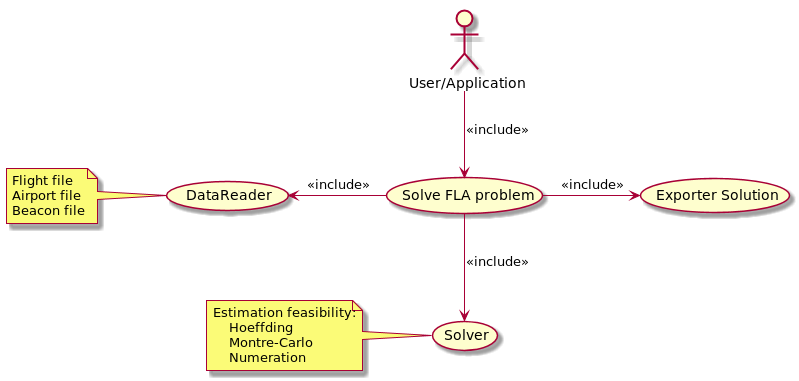 User/Application
«include»
Flight file
Airport file
Beacon file
DataReader
«include»
Solve FLA problem
«include»
Exporter Solution
«include»
Estimation feasibility:
Hoeffding
Montre-Carlo
Numeration
Solver